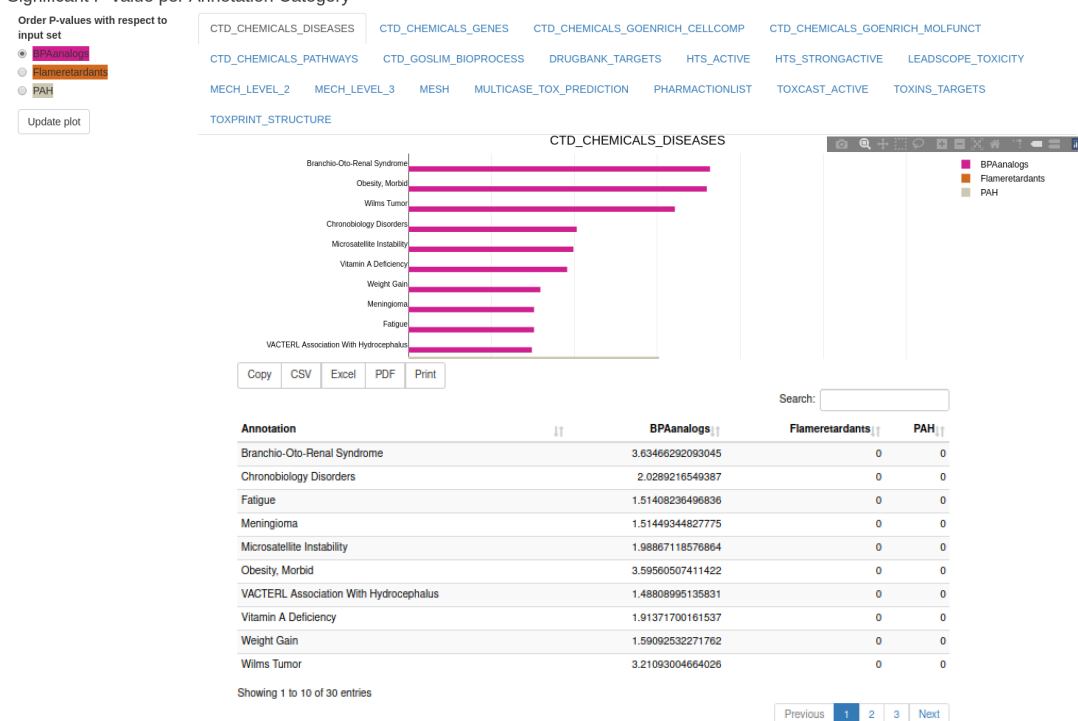 Significant P-value per Annotation Category
Order P-values with respect to
input set
BPAanalogs
Flameretardants
PAH
Update plot
CTD_CHEMICALS_DISEASES CTD_CHEMICALS_GENES CTD_CHEMICALS_GOENRICH_CELLCOMP CTD_CHEMICALS_GOENRICH_MOLFUNCT
CTD_CHEMICALS_PATHWAYS CTD_GOSLIM_BIOPROCESS DRUGBANK_TARGETS HTS_ACTIVE HTS_STRONGACTIVE LEADSCOPE_TOXICITY
MECH_LEVEL_2 MECH_LEVEL_3 MESH MULTICASE_TOX_PREDICTION PHARMACTIONLIST TOXCAST_ACTIVE TOXINS_TARGETS
TOXPRINT_STRUCTURE
CTD_CHEMICALS_DISEASES
Branchio-Oto-Renal Syndrome
Obesity, Morbid
Wilms Tumor
Chronobiology Disorders
Microsatellite Instability
Vitamin A Deficiency
Weight Gain
Meningioma
Fatigue
VACTERL Association With Hydrocephalus
BPAanalogs
Flameretardants
PAH
Copy CSV Excel PDF Print
Search:
Annotation BPAanalogs Flameretardants PAH
Branchio-Oto-Renal Syndrome 3.63466292093045 0 0
Chronobiology Disorders 2.0289216549387 0 0
Fatigue 1.51408236496836 0 0
Meningioma 1.51449344827775 0 0
Microsatellite Instability 1.98867118576864 0 0
Obesity, Morbid 3.59560507411422 0 0
VACTERL Association With Hydrocephalus 1.48808995135831 0 0
Vitamin A Deficiency 1.91371700161537 0 0
Weight Gain 1.59092532271762 0 0
Wilms Tumor 3.21093004664026 0 0
Showing 1 to 10 of 30 entries
Previous 1 2 3 Next